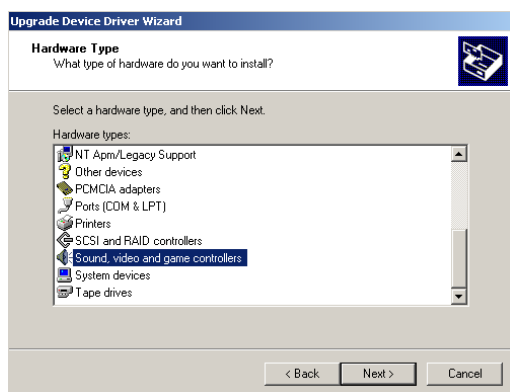 Upgrade Device Driver Wizard
Hardware Type
What type of hardware do you want to install?
Select a hardware type, and then click Next.
Hardware types:
NT Apm/Legacy Support
Other devices
PCMCIA adapters
Ports (COM & LPT)
Printers
SCSI and RAID controllers
Sound, video and game controllers
System devices
Tape drives
< Back Next > Cancel